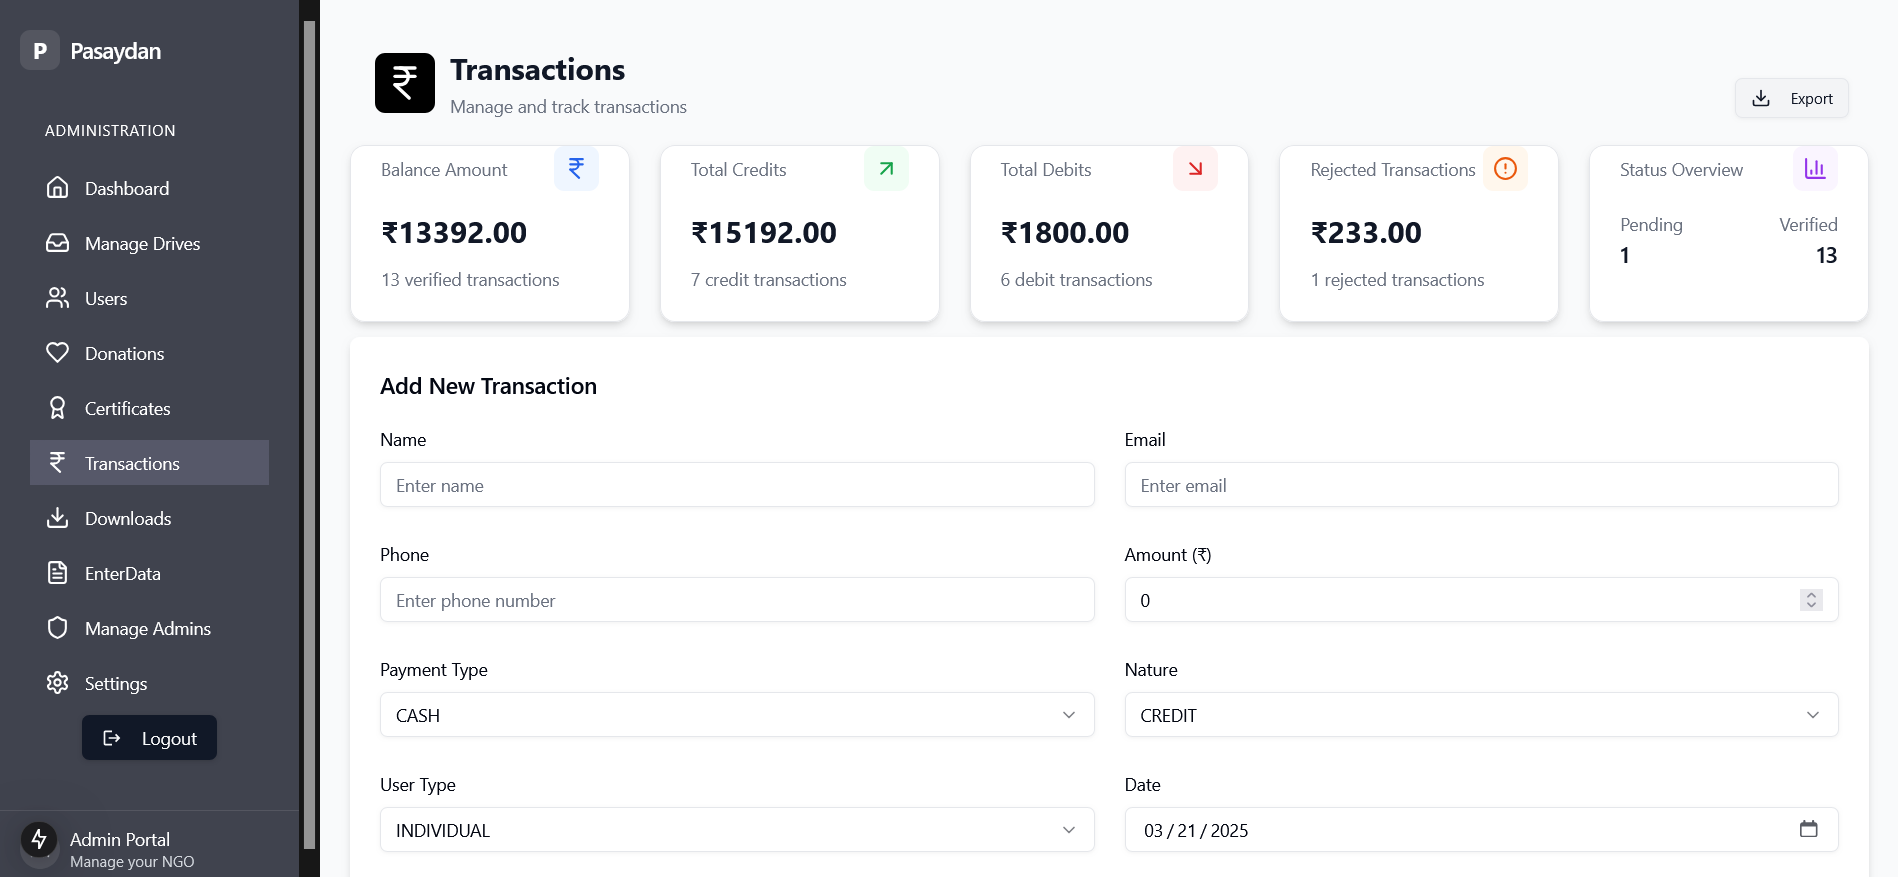 P Pasaydan
ADMINISTRATION
Dashboard
Manage Drives
Users
Donations
Certificates
₹ Transactions
Downloads
EnterData
Manage Admins
Settings
Logout
Admin Portal
Manage your NGO
₹ Transactions
Manage and track transactions
Export
Balance Amount ₹
₹13392.00
13 verified transactions
Total Credits
₹15192.00
7 credit transactions
Total Debits
₹1800.00
6 debit transactions
Rejected Transactions
₹233.00
1 rejected transactions
Status Overview
Pending Verified
1 13
Add New Transaction
Name
Enter name
Email
Enter email
Phone
Enter phone number
Amount (₹)
0
Payment Type
CASH
Nature
CREDIT
User Type
INDIVIDUAL
Date
03 / 21 / 2025